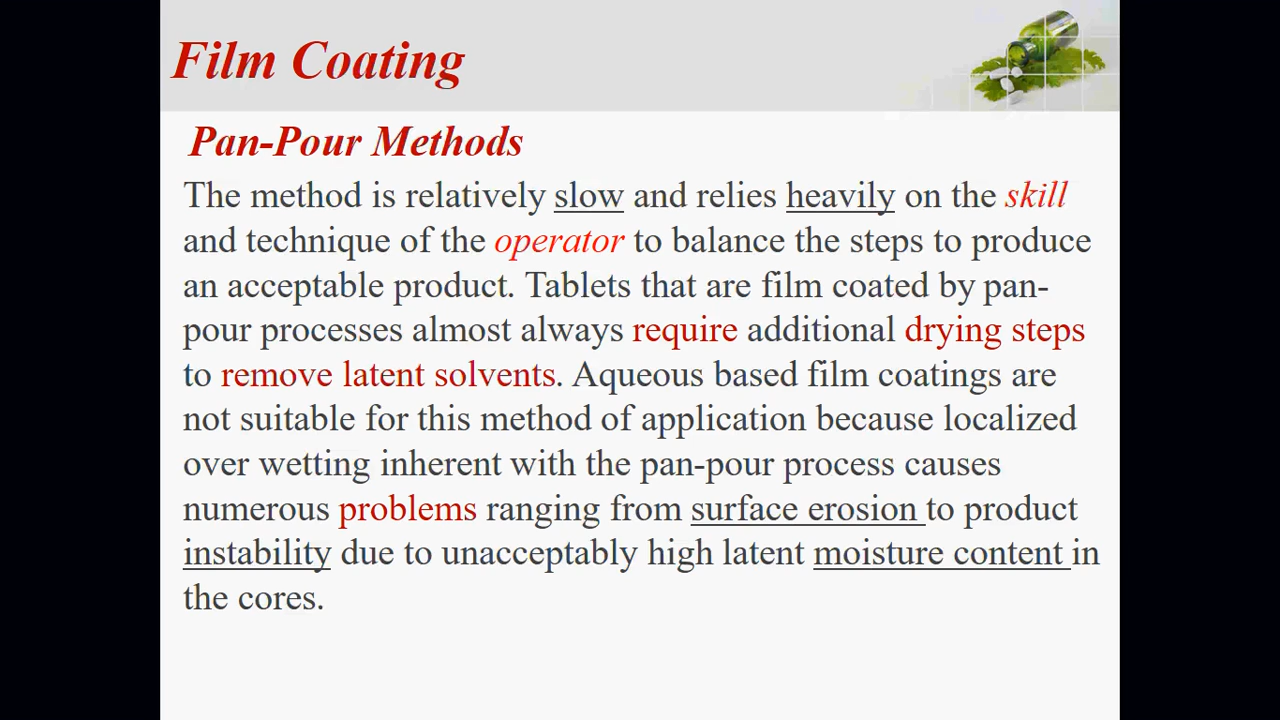 Film Coating
Pan-Pour Methods
The method is relatively slow and relies heavily on the skill
and technique of the operator to balance the steps to produce
an acceptable product. Tablets that are film coated by pan-
pour processes almost always require additional drying steps
to remove latent solvents. Aqueous based film coatings are
not suitable for this method of application because localized
over wetting inherent with the pan-pour process causes
numerous problems ranging from surface erosion to product
instability due to unacceptably high latent moisture content in
the cores.